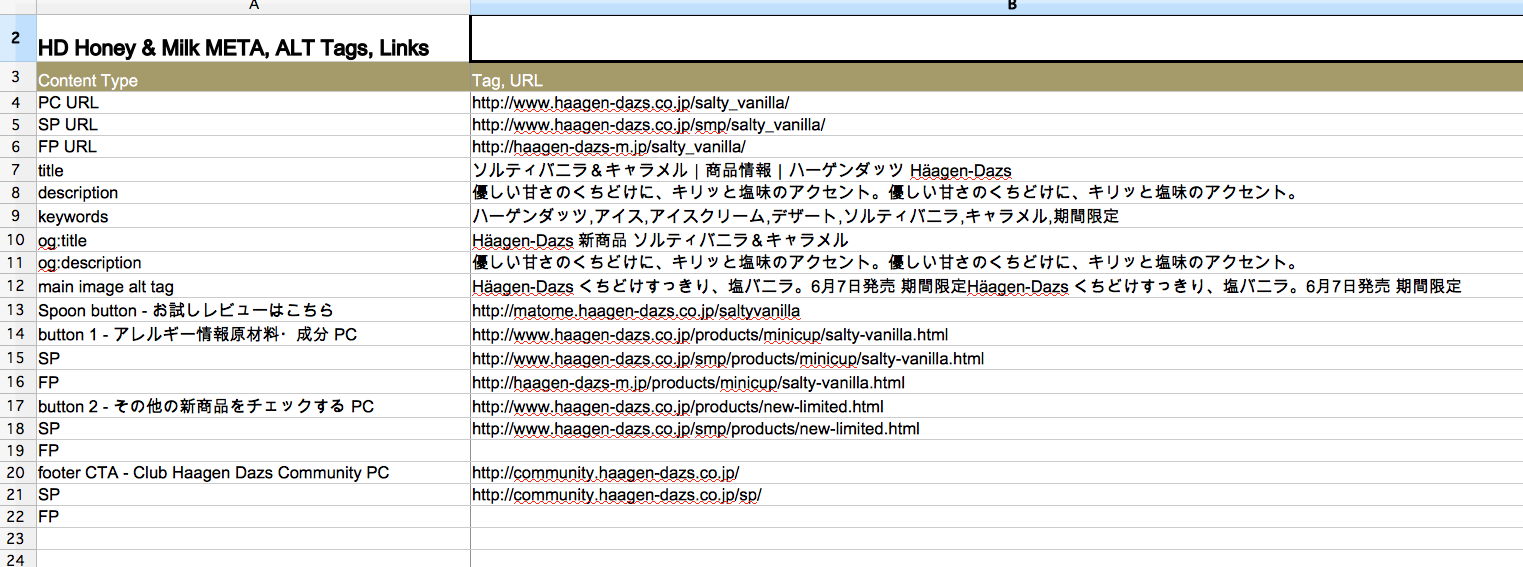 A B
2 HD Honey & Milk META, ALT Tags, Links
3 Content Type Tag, URL
4 PC URL http://www.haagen-dazs.co.jp/salty_vanilla/
5 SP URL http://www.haagen-dazs.co.jp/smp/salty_vanilla/
6 FP URL http://haagen-dazs-m.jp/salty_vanilla/
7 title ソルティバニラ＆キャラメル｜商品情報｜ハーゲンダッツ Häagen-Dazs
8 description 優しい甘さのくちどけに、キリッと塩味のアクセント。優しい甘さのくちどけに、キリッと塩味のアクセント。
9 keywords ハーゲンダッツ,アイス,アイスクリーム,デザート,ソルティバニラ,キャラメル,期間限定
10 og:title Häagen-Dazs 新商品 ソルティバニラ＆キャラメル
11 og:description 優しい甘さのくちどけに、キリッと塩味のアクセント。優しい甘さのくちどけに、キリッと塩味のアクセント。
12 main image alt tag Häagen-Dazs くちどけすっきり、塩バニラ。6月7日発売 期間限定Häagen-Dazs くちどけすっきり、塩バニラ。6月7日発売 期間限定
13 Spoon button - お試しレビューはこちら http://matome.haagen-dazs.co.jp/saltyvanilla
14 button 1 - アレルギー情報原材料・成分 PC http://www.haagen-dazs.co.jp/products/minicup/salty-vanilla.html
15 SP http://www.haagen-dazs.co.jp/smp/products/minicup/salty-vanilla.html
16 FP http://haagen-dazs-m.jp/products/minicup/salty-vanilla.html
17 button 2 - その他の新商品をチェックする PC http://www.haagen-dazs.co.jp/products/new-limited.html
18 SP http://www.haagen-dazs.co.jp/smp/products/new-limited.html
19 FP
20 footer CTA - Club Haagen Dazs Community PC http://community.haagen-dazs.co.jp/
21 SP http://community.haagen-dazs.co.jp/sp/
22 FP
23
24